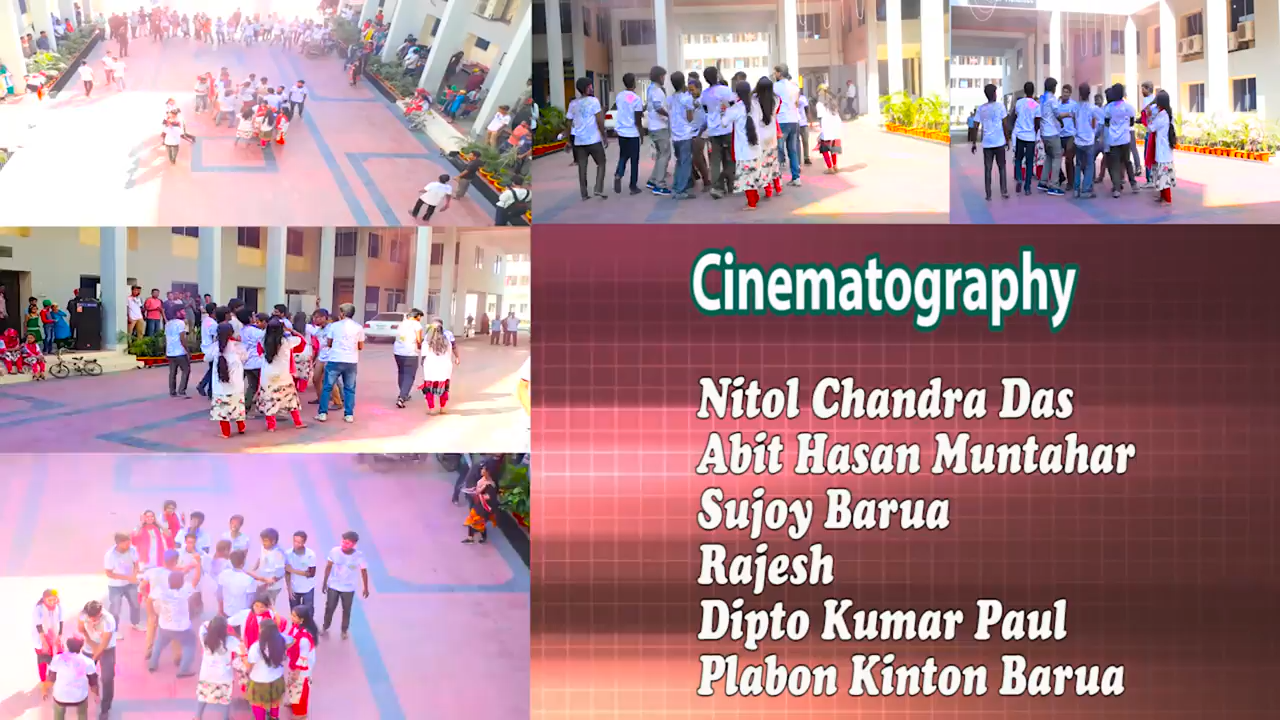 Cinematography
Nitol Chandra Das
Abit Hasan Muntahar
Sujoy Barua
Rajesh
Dipto Kumar Paul
Plabon Kinton Barua